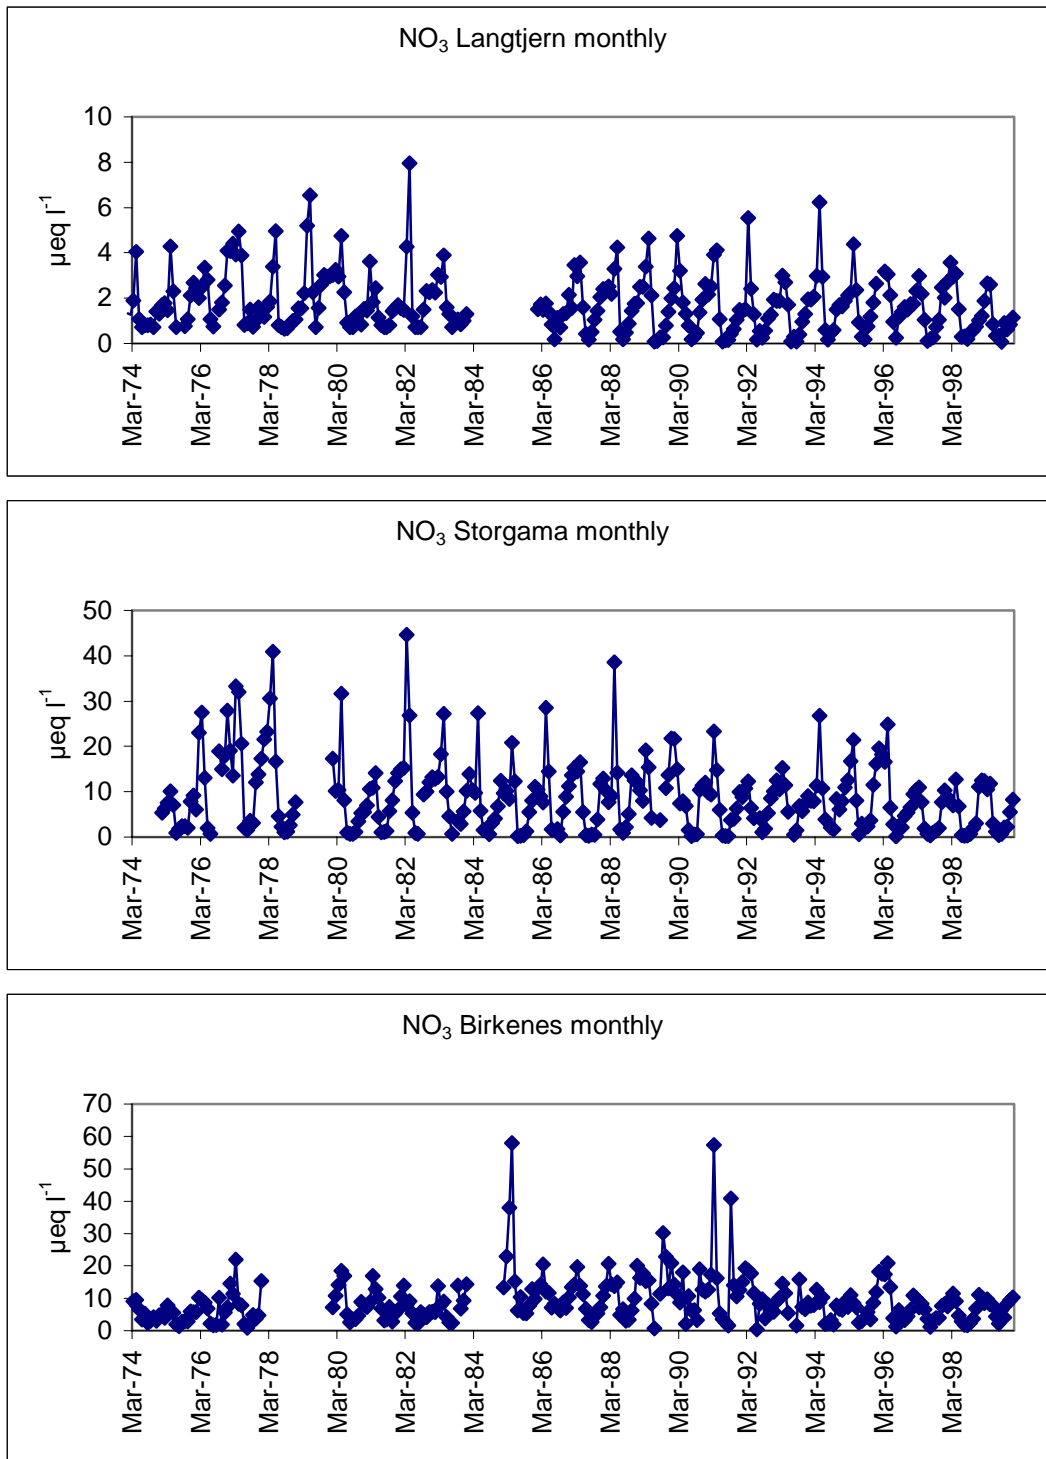 NO₃ Langtjern monthly
10
8
6
4
2
0
µeq l⁻¹
Mar-74
Mar-76
Mar-78
Mar-80
Mar-82
Mar-84
Mar-86
Mar-88
Mar-90
Mar-92
Mar-94
Mar-96
Mar-98
NO₃ Storgama monthly
50
40
30
20
10
0
µeq l⁻¹
Mar-74
Mar-76
Mar-78
Mar-80
Mar-82
Mar-84
Mar-86
Mar-88
Mar-90
Mar-92
Mar-94
Mar-96
Mar-98
NO₃ Birkenes monthly
70
60
50
40
30
20
10
0
µeq l⁻¹
Mar-74
Mar-76
Mar-78
Mar-80
Mar-82
Mar-84
Mar-86
Mar-88
Mar-90
Mar-92
Mar-94
Mar-96
Mar-98